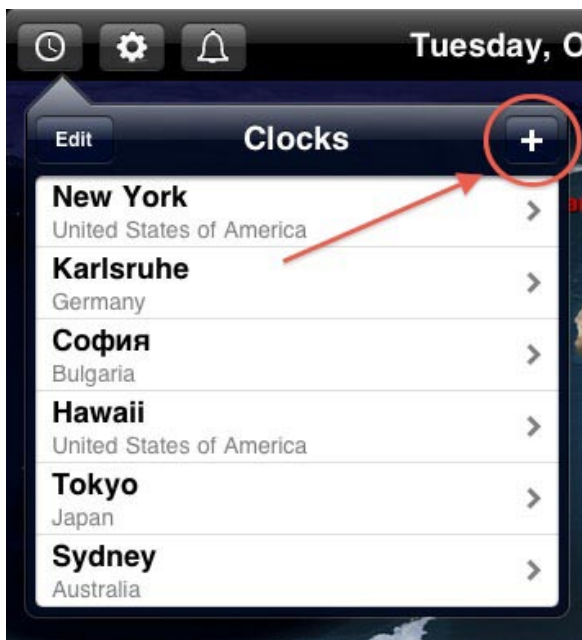 Tuesday, O
Edit
Clocks
+
New York
United States of America
Karlsruhe
Germany
София
Bulgaria
Hawaii
United States of America
Tokyo
Japan
Sydney
Australia